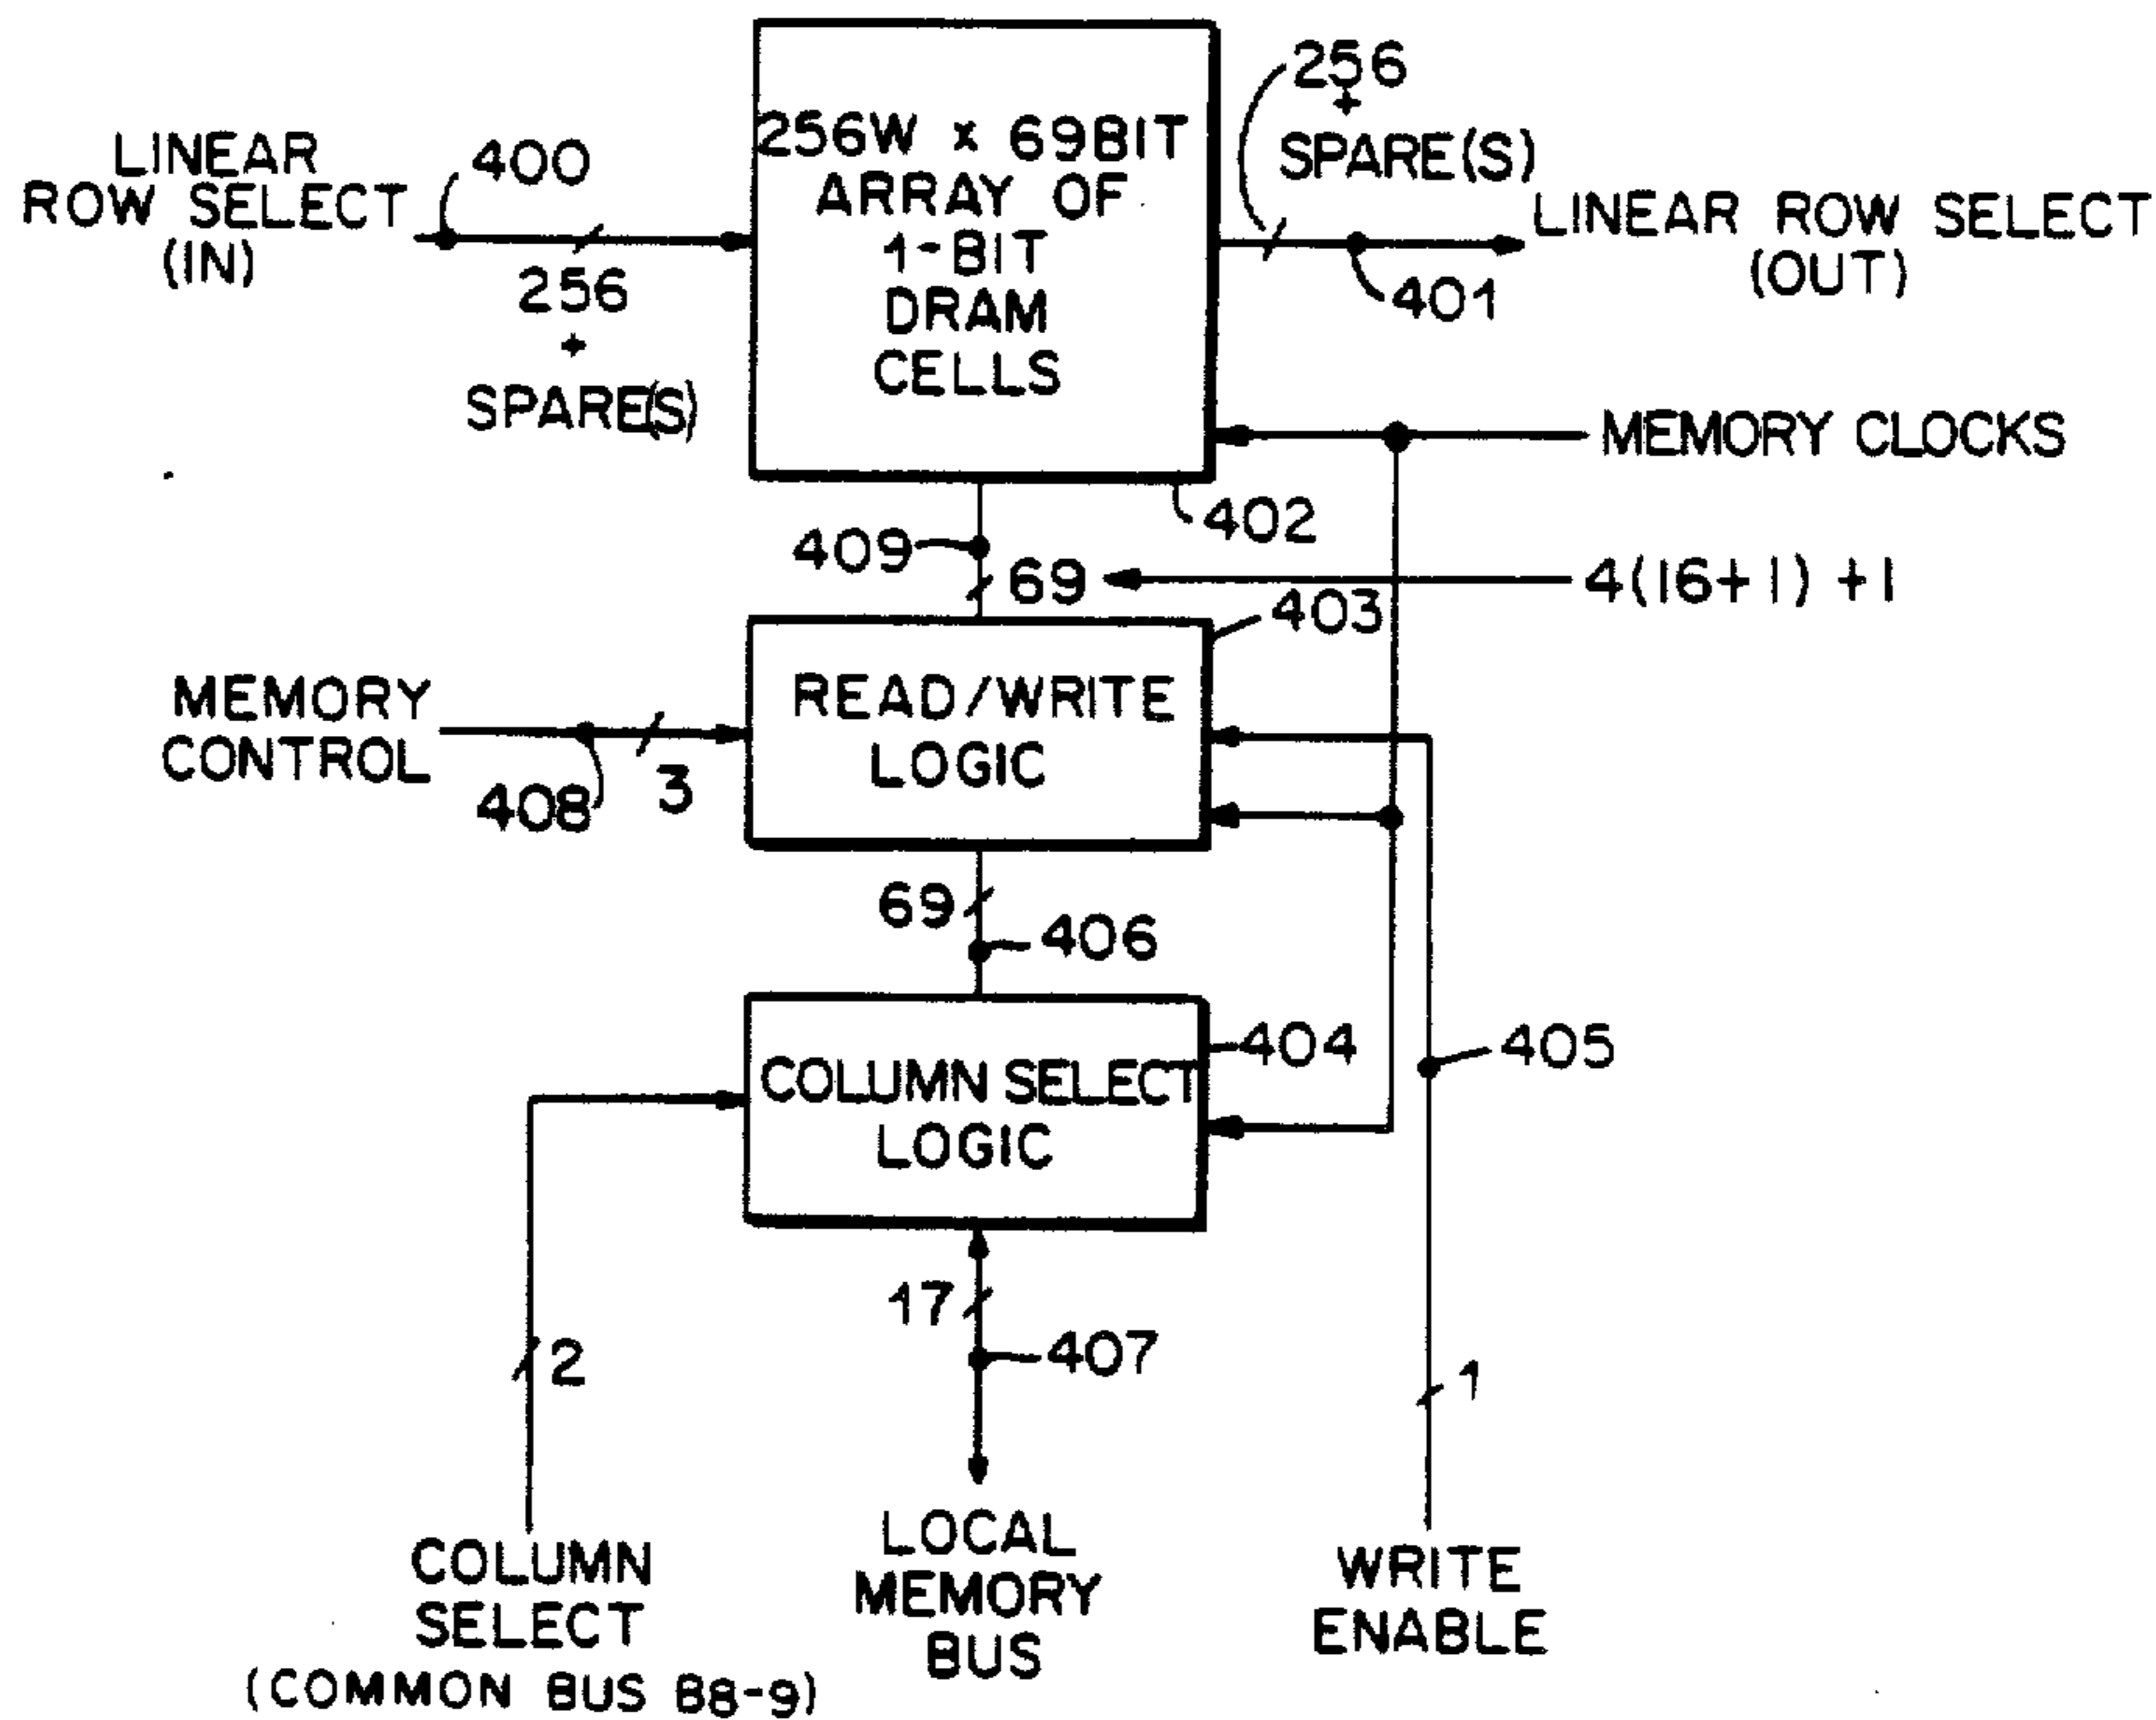 256W x 69BIT
ARRAY OF
1-BIT
DRAM
CELLS
LINEAR
ROW SELECT
(IN)
400
256
+
SPARE(S)
256
+
SPARE(S)
LINEAR ROW SELECT
(OUT)
401
MEMORY CLOCKS
402
409
69
4(16+1)+1
403
READ/WRITE
LOGIC
MEMORY
CONTROL
408
3
69
406
404
COLUMN SELECT
LOGIC
405
17
407
2
1
COLUMN
SELECT
(COMMON BUS B8-9)
LOCAL
MEMORY
BUS
WRITE
ENABLE